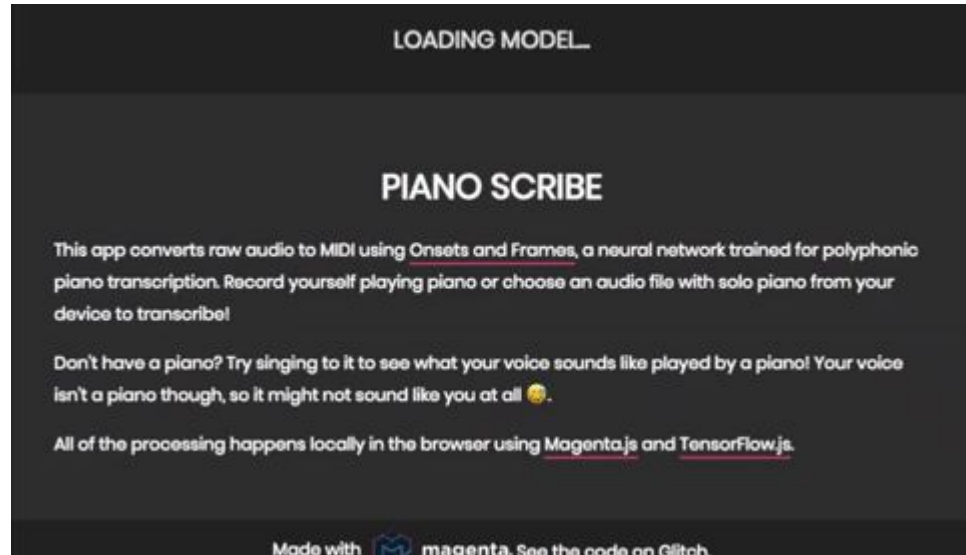 LOADING MODEL...
PIANO SCRIBE
This app converts raw audio to MIDI using Onsets and Frames, a neural network trained for polyphonic
piano transcription. Record yourself playing piano or choose an audio file with solo piano from your
device to transcribe!
Don't have a piano? Try singing to it to see what your voice sounds like played by a piano! Your voice
isn't a piano though, so it might not sound like you at all 😅.
All of the processing happens locally in the browser using Magenta.js and TensorFlow.js.
Made with magenta. See the code on Glitch.